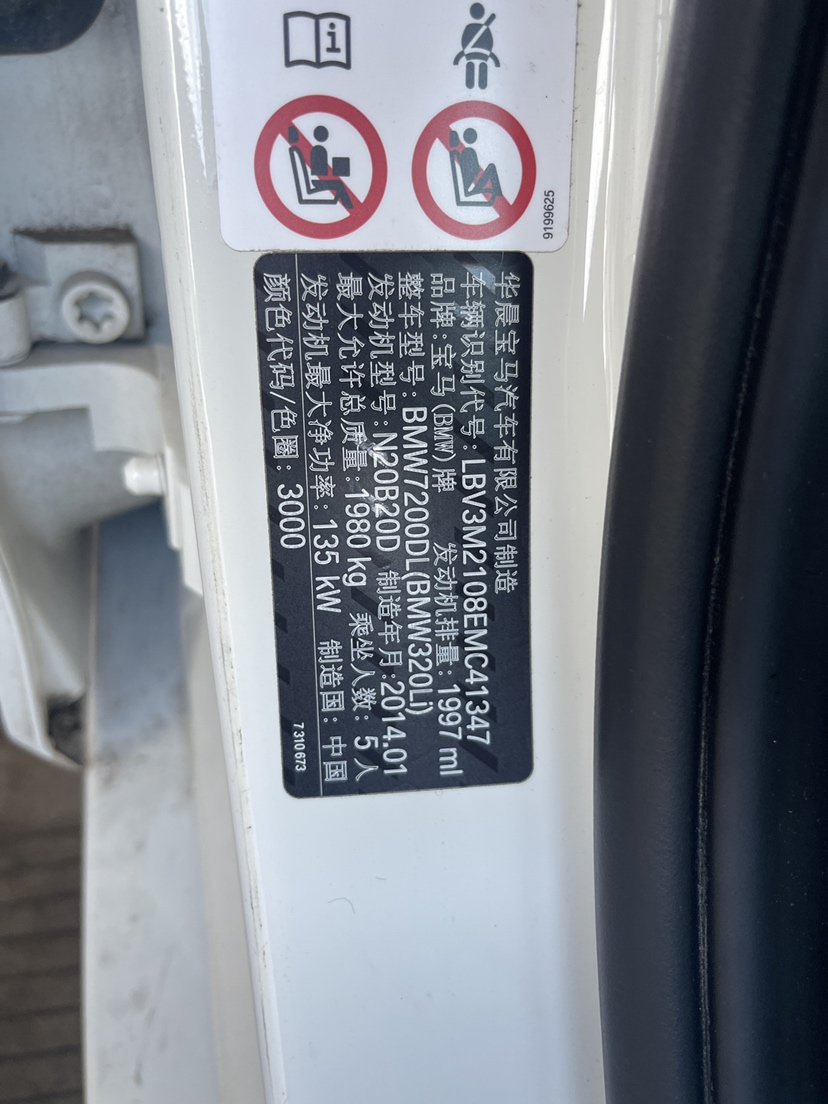 9199625
华晨宝马汽车有限公司制造
车辆识别代号:LBV3M2108EMC41347
品牌:宝马(BMW)牌 发动机排量:1997 ml
整车型号:BMW7200DL(BMW320Li)
发动机型号:N20B20D 制造年月:2014.01
最大允许总质量:1980 kg 乘坐人数:5人
发动机最大净功率:135 kW 制造国:中国
颜色代码/色圈:3000
7310673